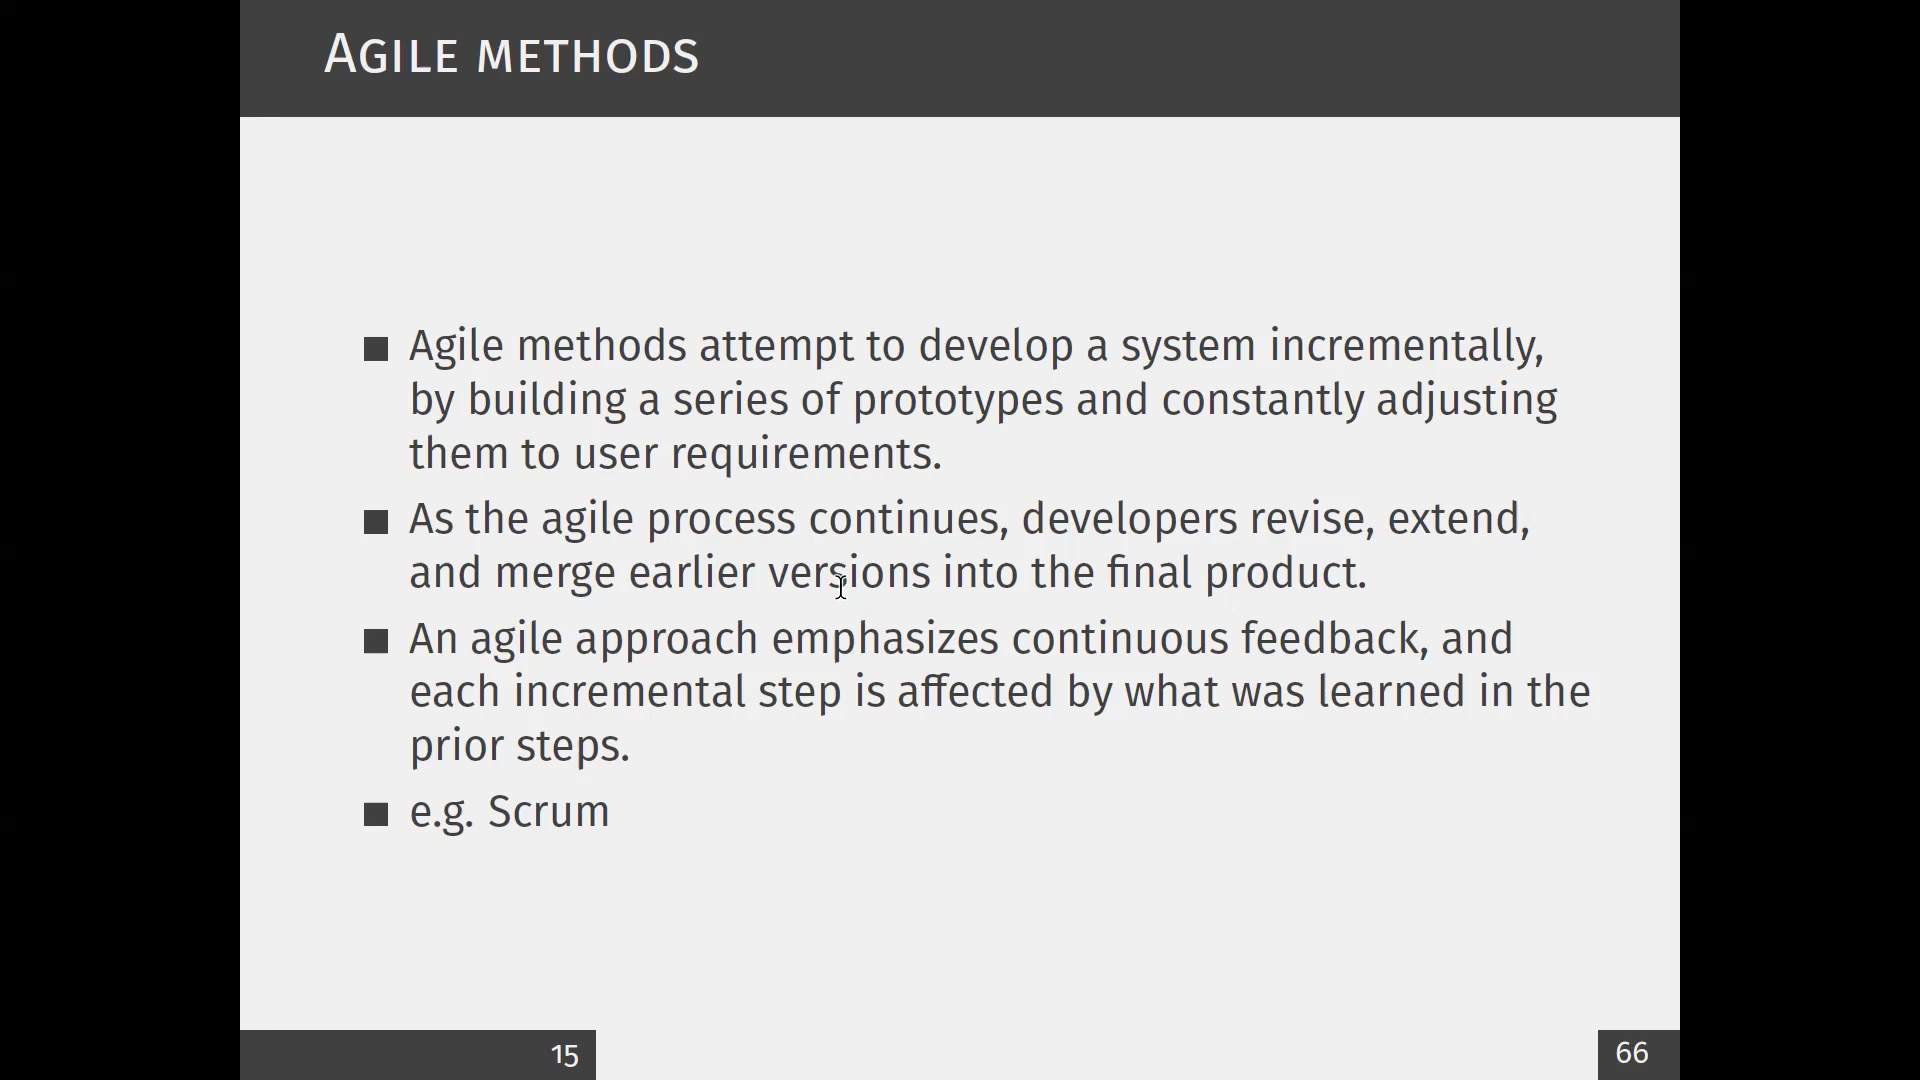 Agile methods
Agile methods attempt to develop a system incrementally,
by building a series of prototypes and constantly adjusting
them to user requirements.
As the agile process continues, developers revise, extend,
and merge earlier versions into the final product.
An agile approach emphasizes continuous feedback, and
each incremental step is affected by what was learned in the
prior steps.
e.g. Scrum
15
66